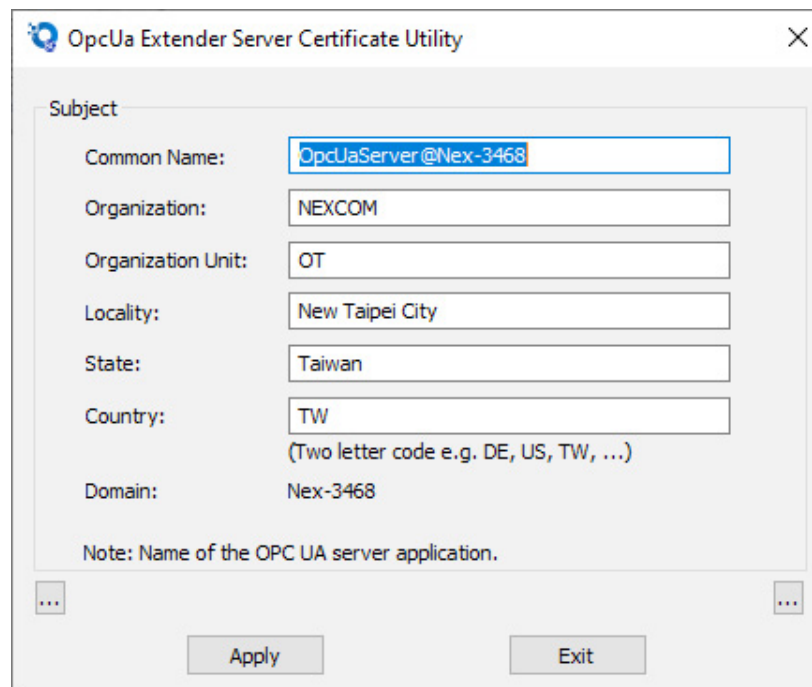 OpcUa Extender Server Certificate Utility
Subject
Common Name: OpcUaServer@Nex-3468
Organization: NEXCOM
Organization Unit: OT
Locality: New Taipei City
State: Taiwan
Country: TW
(Two letter code e.g. DE, US, TW, ...)
Domain: Nex-3468
Note: Name of the OPC UA server application.
... ...
Apply Exit